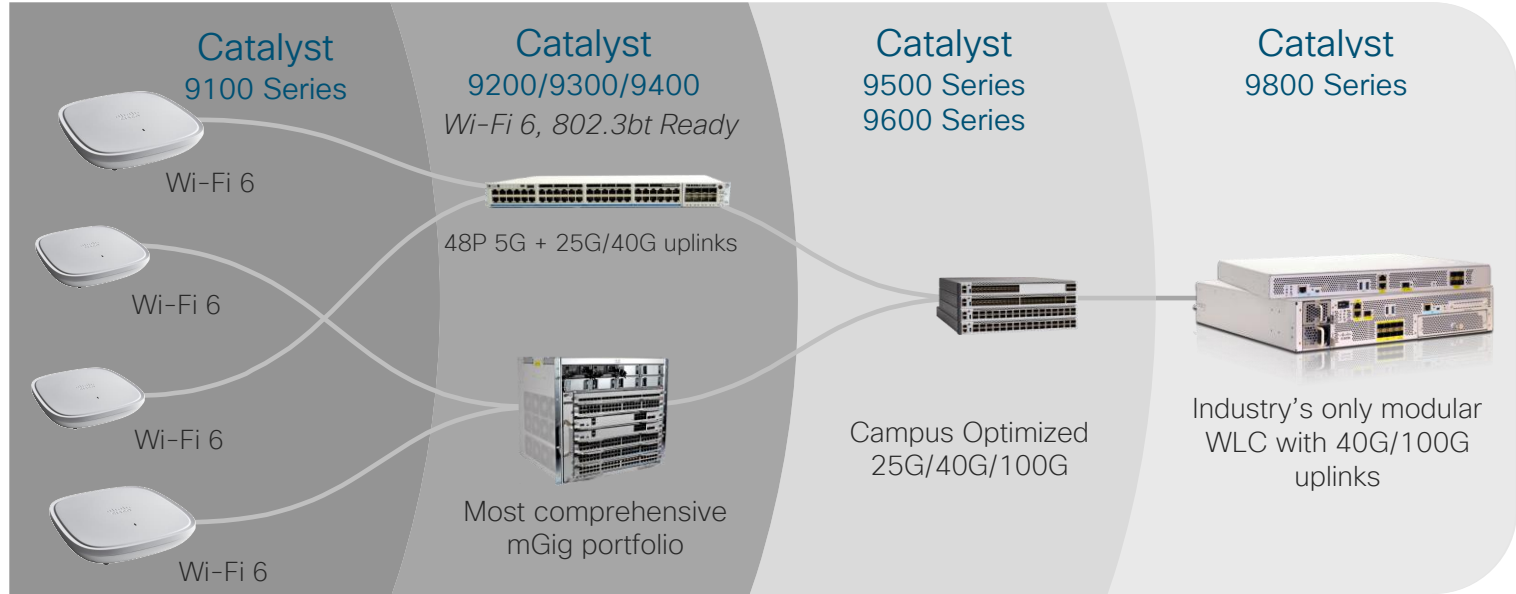 Catalyst
9100 Series
Wi-Fi 6
Wi-Fi 6
Wi-Fi 6
Wi-Fi 6
Catalyst
9200/9300/9400
Wi-Fi 6, 802.3bt Ready
48P 5G + 25G/40G uplinks
Most comprehensive
mGig portfolio
Catalyst
9500 Series
9600 Series
Campus Optimized
25G/40G/100G
Catalyst
9800 Series
Industry's only modular
WLC with 40G/100G
uplinks